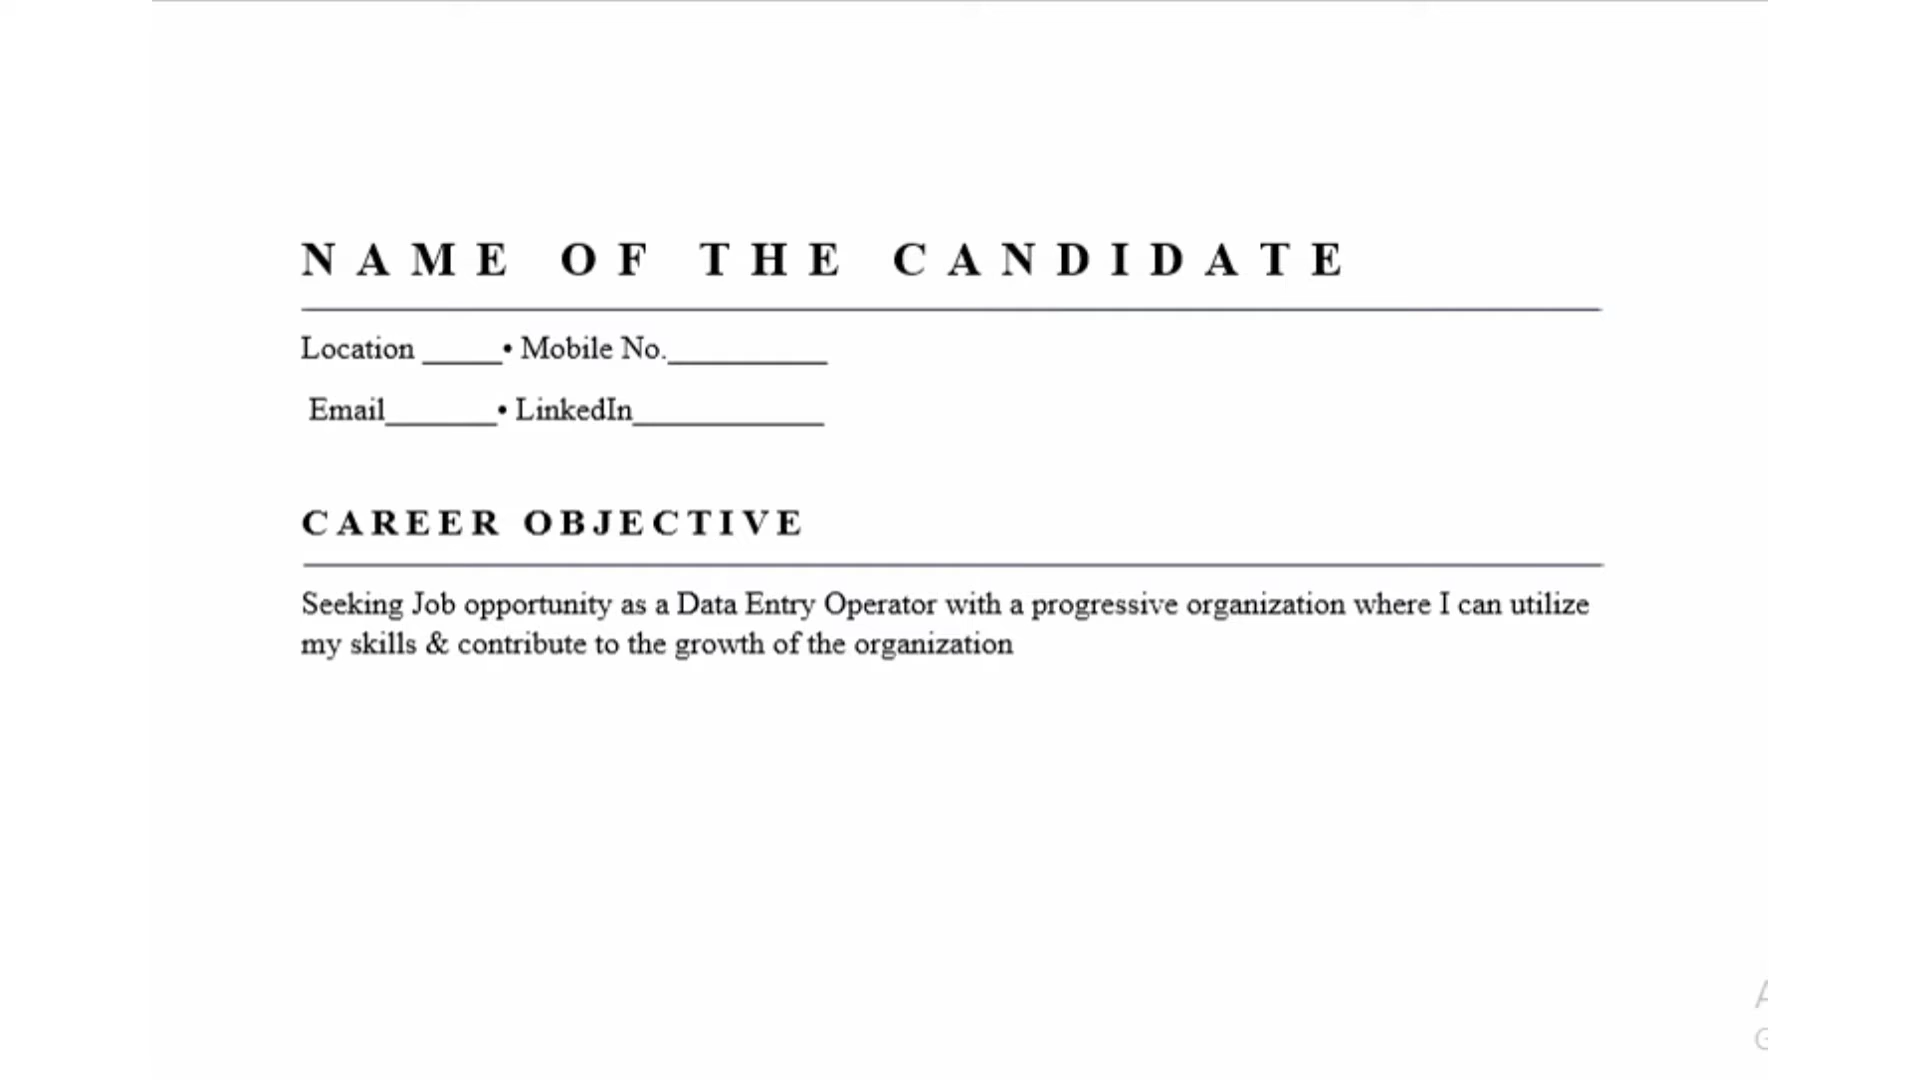 NAME OF THE CANDIDATE
Location _____• Mobile No.__________
Email_______• LinkedIn____________
CAREER OBJECTIVE
Seeking Job opportunity as a Data Entry Operator with a progressive organization where I can utilize
my skills & contribute to the growth of the organization